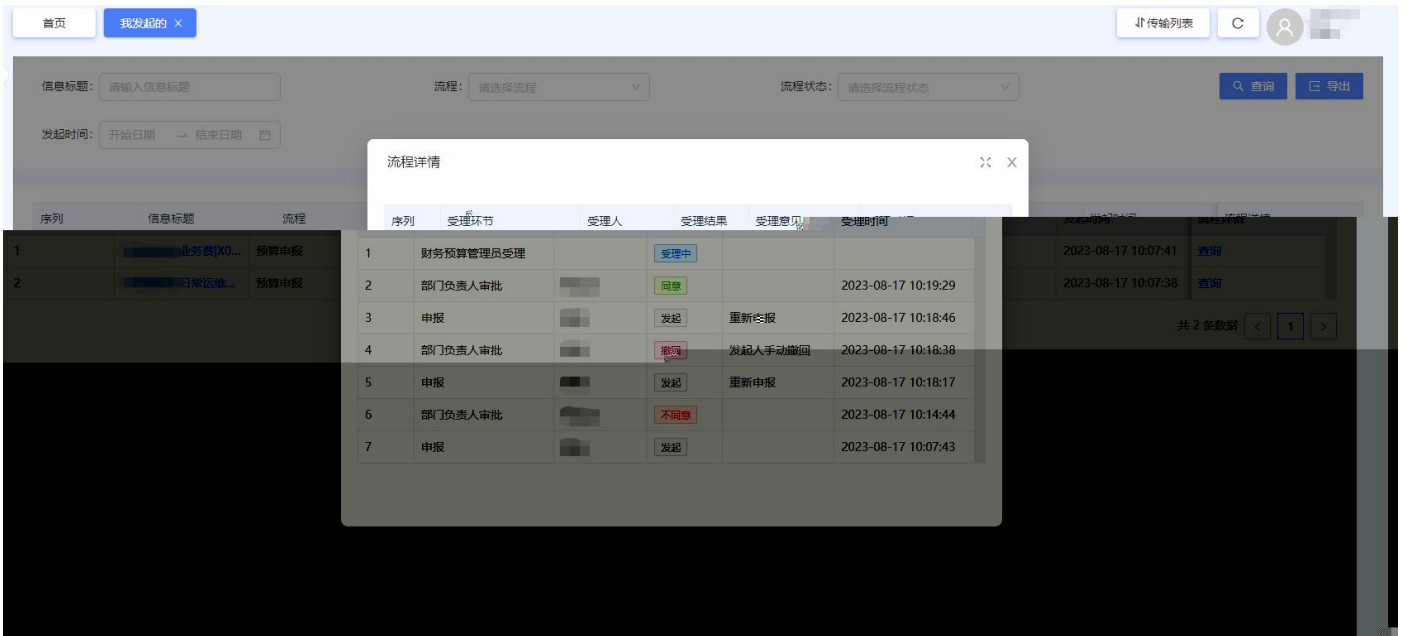 首页 我发起的 × 传输列表
信息标题: 请输入信息标题 流程: 请选择流程 流程状态: 请选择流程状态 查询 导出
发起时间: 开始日期 → 结束日期
流程详情
序列 信息标题 流程 序列 受理环节 受理人 受理结果 受理意见 受理时间 流程详情
1 业务费[X0... 预算申报 1 财务预算管理员受理 受理中 2023-08-17 10:07:41 查询
2 日常运维... 预算申报 2 部门负责人审批 同意 2023-08-17 10:19:29 2023-08-17 10:07:38 查询
3 申报 发起 重新申报 2023-08-17 10:18:46 共 2 条数据 < 1 >
4 部门负责人审批 撤回 发起人手动撤回 2023-08-17 10:18:38
5 申报 发起 重新申报 2023-08-17 10:18:17
6 部门负责人审批 不同意 2023-08-17 10:14:44
7 申报 发起 2023-08-17 10:07:43